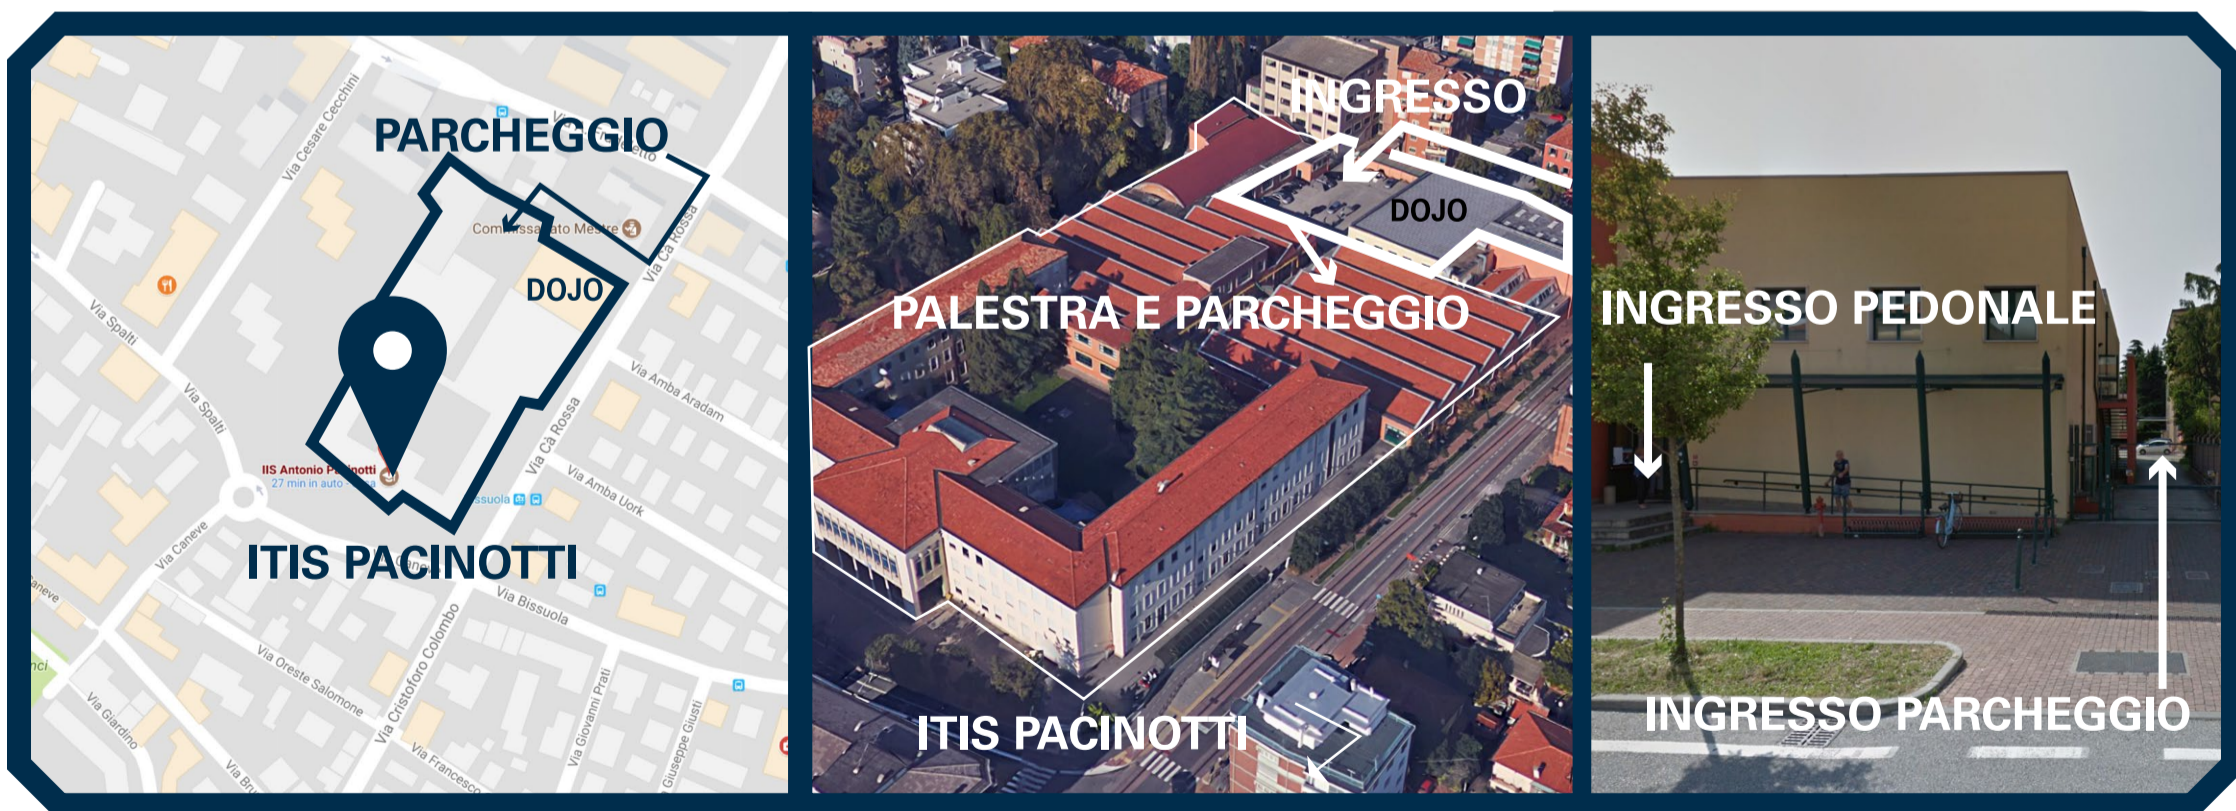 Via Cesare Cecchini
PARCHEGGIO
Commissariato Mestre
Via Cà Rossa
DOJO
Via Spalti
Via Spalti
Via Amba Aradam
Via Cà Rossa
IIS Antonio Pacinotti
27 min in auto
Via Amba Uork
Via Caneve
ITIS PACINOTTI
Via Bissuola
Via Oreste Salomone
Via Cristoforo Colombo
Via Giardino
Via Francesco
Via Giovanni Prati
Giuseppe Giusti
INGRESSO
DOJO
PALESTRA E PARCHEGGIO
ITIS PACINOTTI
INGRESSO PEDONALE
INGRESSO PARCHEGGIO